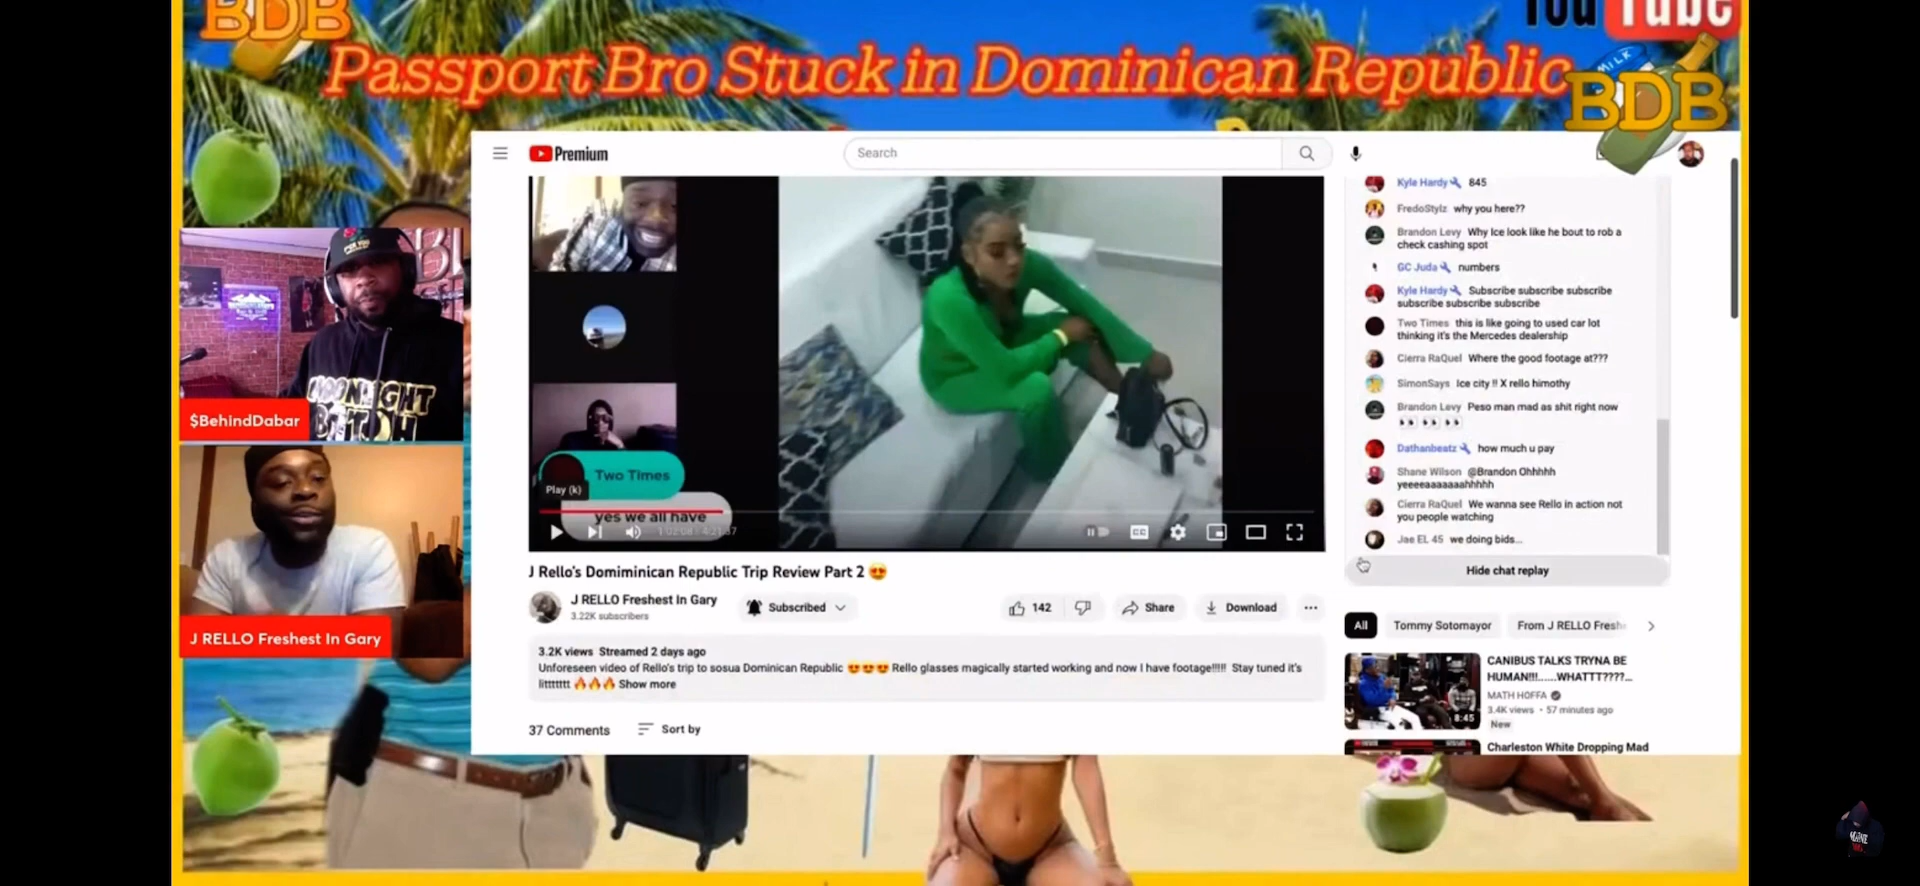 BDB
YouTube
Passport Bro Stuck in Dominican Republic
MILK
BDB
Premium
Search
Kyle Hardy 845
FredoStylz why you here??
Brandon Levy Why Ice look like he bout to rob a
check cashing spot
GC Juda numbers
Kyle Hardy Subscribe subscribe subscribe
subscribe subscribe subscribe
Two Times this is like going to used car lot
thinking it's the Mercedes dealership
Cierra RaQuel Where the good footage at???
SimonSays Ice city !! X rello himothy
Brandon Levy Peso man mad as shit right now
Dathanbeatz how much u pay
Shane Wilson @Brandon Ohhhhh
yeeeeaaaaaaahhhhh
Cierra RaQuel We wanna see Rello in action not
you people watching
Jae EL 45 we doing bids...
Hide chat replay
$BehindDabar
J RELLO Freshest In Gary
Two Times
Play (k)
yes we all have
J Rello's Domiminican Republic Trip Review Part 2 😍
J RELLO Freshest In Gary
3.22K subscribers
Subscribed
142
Share
Download
3.2K views Streamed 2 days ago
Unforeseen video of Rello's trip to sosua Dominican Republic 😍😍😍 Rello glasses magically started working and now I have footage!!!!! Stay tuned it's
litttttttt 🔥🔥🔥 Show more
37 Comments
Sort by
All
Tommy Sotomayor
From J RELLO Fresh
CANIBUS TALKS TRYNA BE
HUMAN!!!......WHATTT????...
MATH HOFFA
3.4K views • 57 minutes ago
New
8:45
Charleston White Dropping Mad